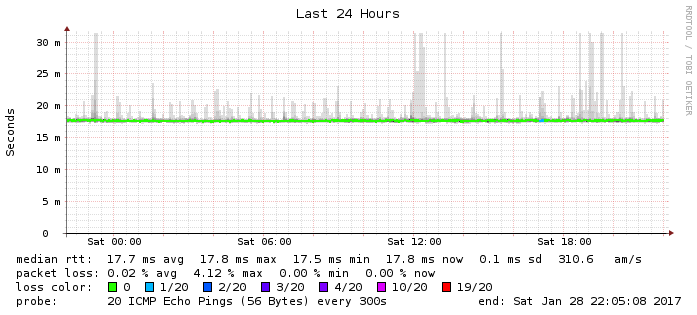 Last 24 Hours
RRDTOOL / TOBI OETIKER
Seconds
30 m
25 m
20 m
15 m
10 m
5 m
0
Sat 00:00 Sat 06:00 Sat 12:00 Sat 18:00
median rtt: 17.7 ms avg 17.8 ms max 17.5 ms min 17.8 ms now 0.1 ms sd 310.6 am/s
packet loss: 0.02 % avg 4.12 % max 0.00 % min 0.00 % now
loss color: 0 1/20 2/20 3/20 4/20 10/20 19/20
probe: 20 ICMP Echo Pings (56 Bytes) every 300s end: Sat Jan 28 22:05:08 2017